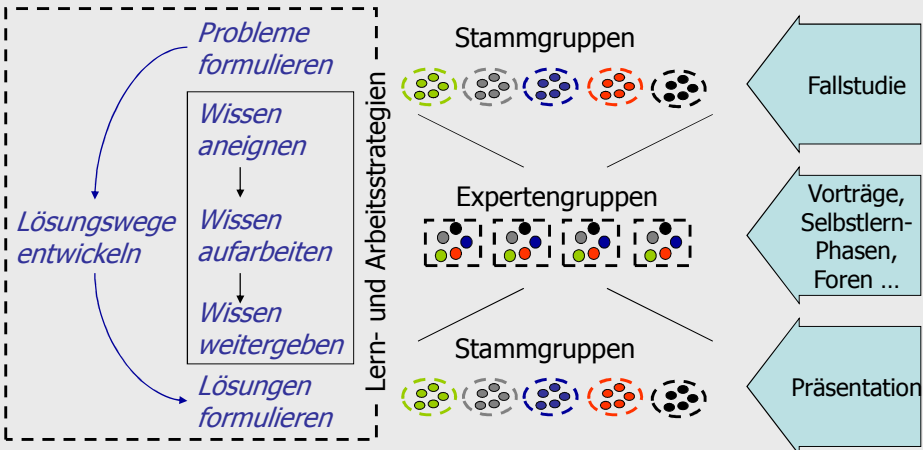 Probleme
formulieren
Wissen
aneignen
Lösungswege
entwickeln
Wissen
aufarbeiten
Wissen
weitergeben
Lösungen
formulieren
Lern- und Arbeitsstrategien
Stammgruppen
Expertengruppen
Stammgruppen
Fallstudie
Vorträge,
Selbstlern-
Phasen,
Foren ...
Präsentation